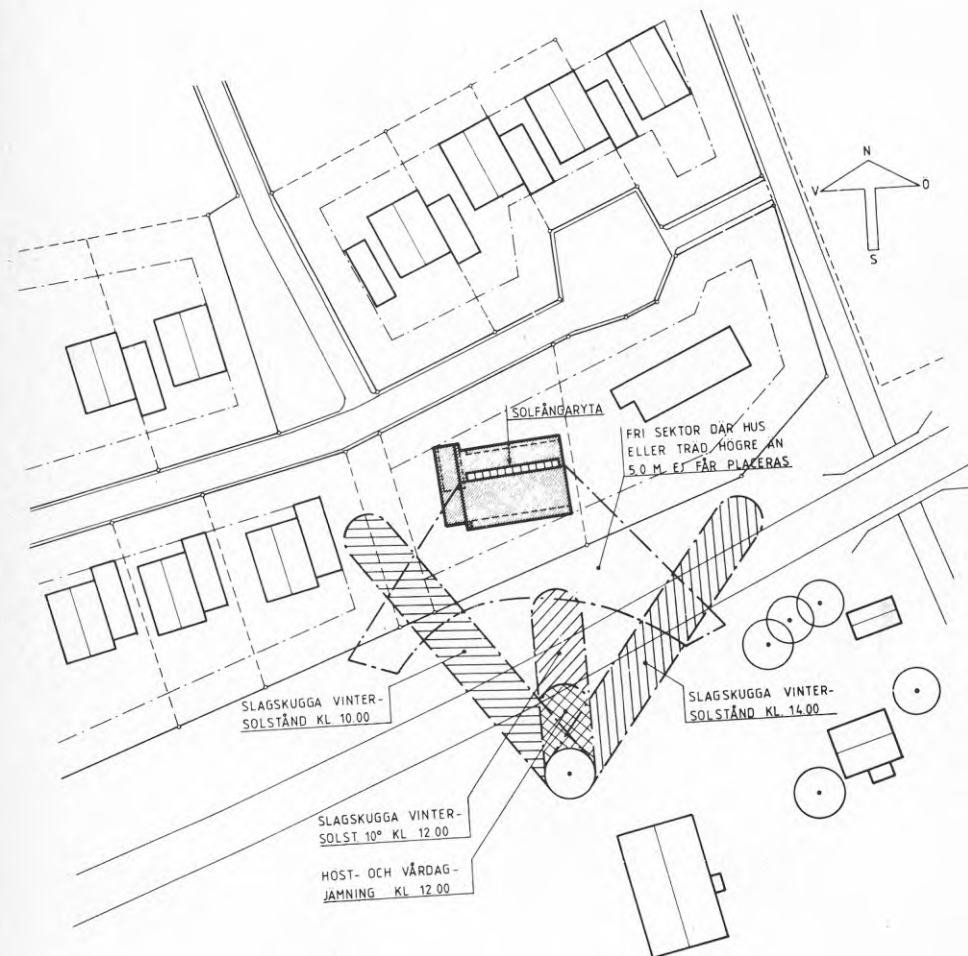 N
V
Ö
S
SOLFÅNGARYTA
FRI SEKTOR DÄR HUS
ELLER TRÄD HÖGRE ÄN
5.0 M. EJ FÅR PLACERAS
SLAGSKUGGA VINTER-
SOLSTÅND KL 10.00
SLAGSKUGGA VINTER-
SOLSTÅND KL. 14.00
SLAGSKUGGA VINTER-
SOLST. 10° KL 12 00
HÖST- OCH VÅRDAG-
JÄMNING KL 12 00